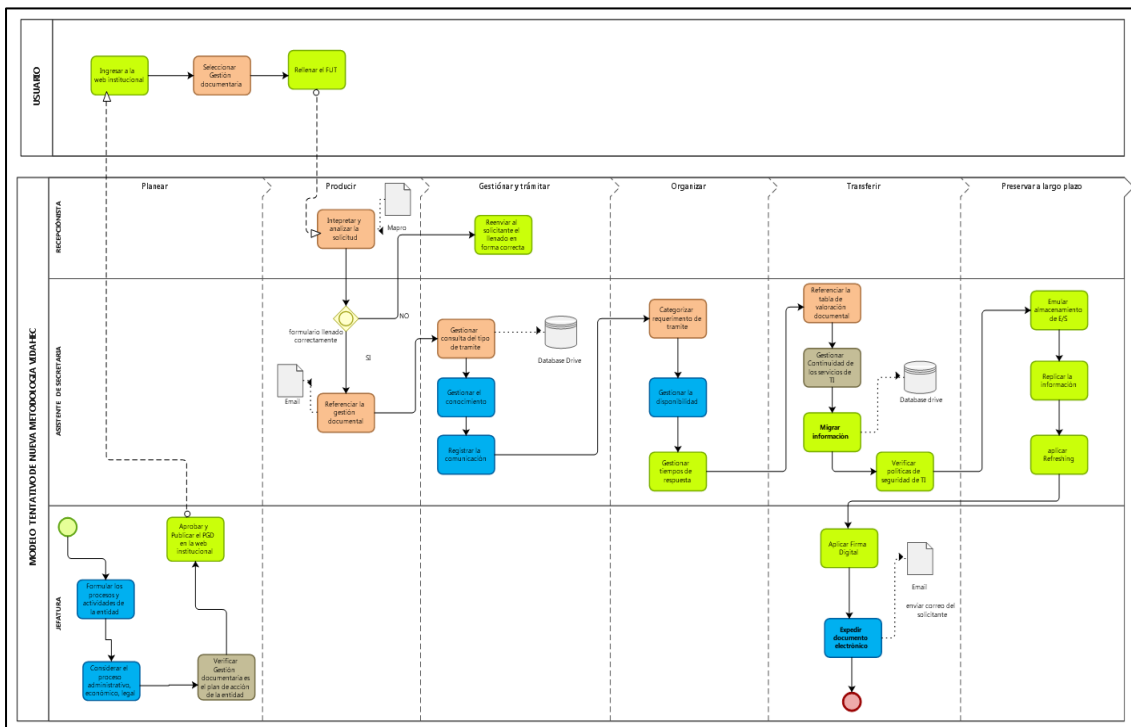 USUARIO
Ingresar a la
web institucional
Seleccionar
Gestión
documentaria
Rellenar el FUT
MODELO TENTATIVO DE NUEVA METODOLOGIA VEDAHEC
Planear
Producir
Gestiónar y trámitar
Organizar
Transferir
Preservar a largo plazo
RECEPCIÓNISTA
Intepretar y
analizar la
solicitud
Mapro
Reenviar al
solicitante el
llenado en
forma correcta
ASISTENTE DE SECRETARIA
formulario llenado
correctamente
NO
SI
Email
Referenciar la
gestión
documental
Gestionar
consulta del tipo
de tramite
Database Drive
Gestionar el
conocimiento
Registrar la
comunicación
Categorizar
requerimento de
tramite
Gestionar la
disponibilidad
Gestionar
tiempos de
respuesta
Referenciar la
tabla de
valoración
documental
Gestionar
Continuidad de
los servicios de
TI
Migrar
información
Database drive
Verificar
políticas de
seguridad de TI
Emular
almacenamiento
de E/S
Replicar la
información
aplicar
Refreshing
JEFATURA
Aprobar y
Publicar el PGD
en la web
institucional
Formular los
procesos y
actividades de
la entidad
Considerar el
proceso
administrativo,
económico, legal
Verificar
Gestión
documentaria es
el plan de acción
de la entidad
Aplicar Firma
Digital
Email
enviar correo del
solicitante
Expedir
documento
electrónico